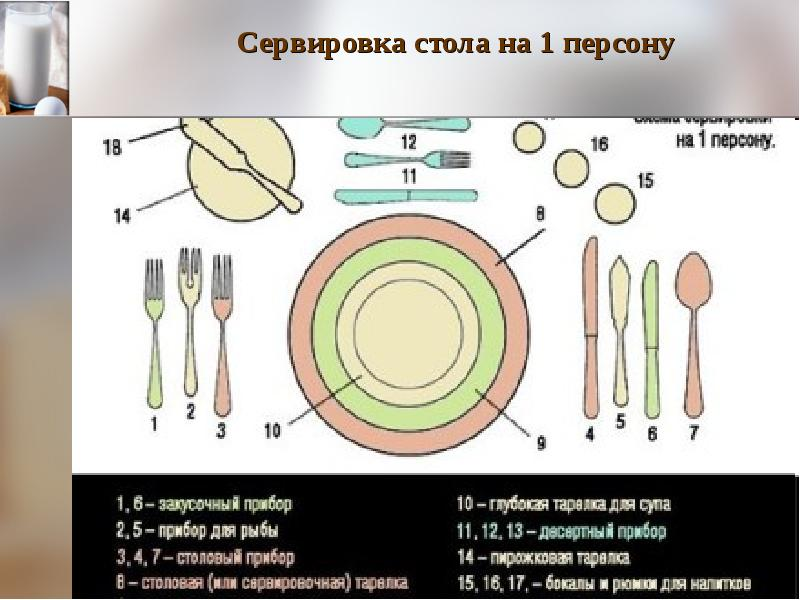 Сервировка стола на 1 персону
на 1 персону.
18
12
16
11
15
14
8
1
2
3
10
9
4
5
6
7
1, 6 – закусочный прибор
2, 5 – прибор для рыбы
3, 4, 7 – столовый прибор
8 – столовая (или сервировочная) тарелка
10 – глубокая тарелка для супа
11, 12, 13 – десертный прибор
14 – пирожковая тарелка
15, 16, 17, – бокалы и рюмки для напитков